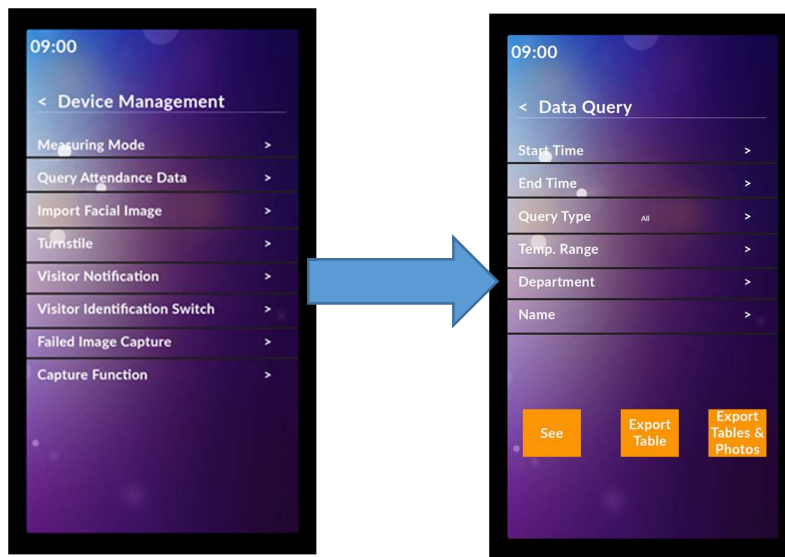 09:00
< Device Management
Measuring Mode >
Query Attendance Data >
Import Facial Image >
Turnstile >
Visitor Notification >
Visitor Identification Switch >
Failed Image Capture >
Capture Function >
09:00
< Data Query
Start Time >
End Time >
Query Type All >
Temp. Range >
Department >
Name >
See
Export
Table
Export
Tables &
Photos